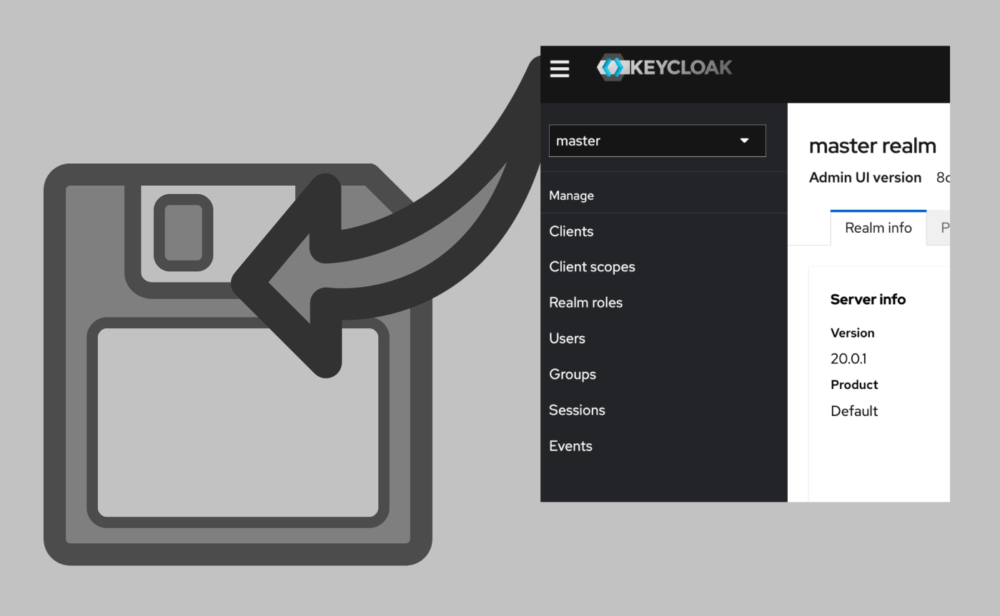 KEYCLOAK
master
Manage
Clients
Client scopes
Realm roles
Users
Groups
Sessions
Events
master realm
Admin UI version 8
Realm info P
Server info
Version
20.0.1
Product
Default